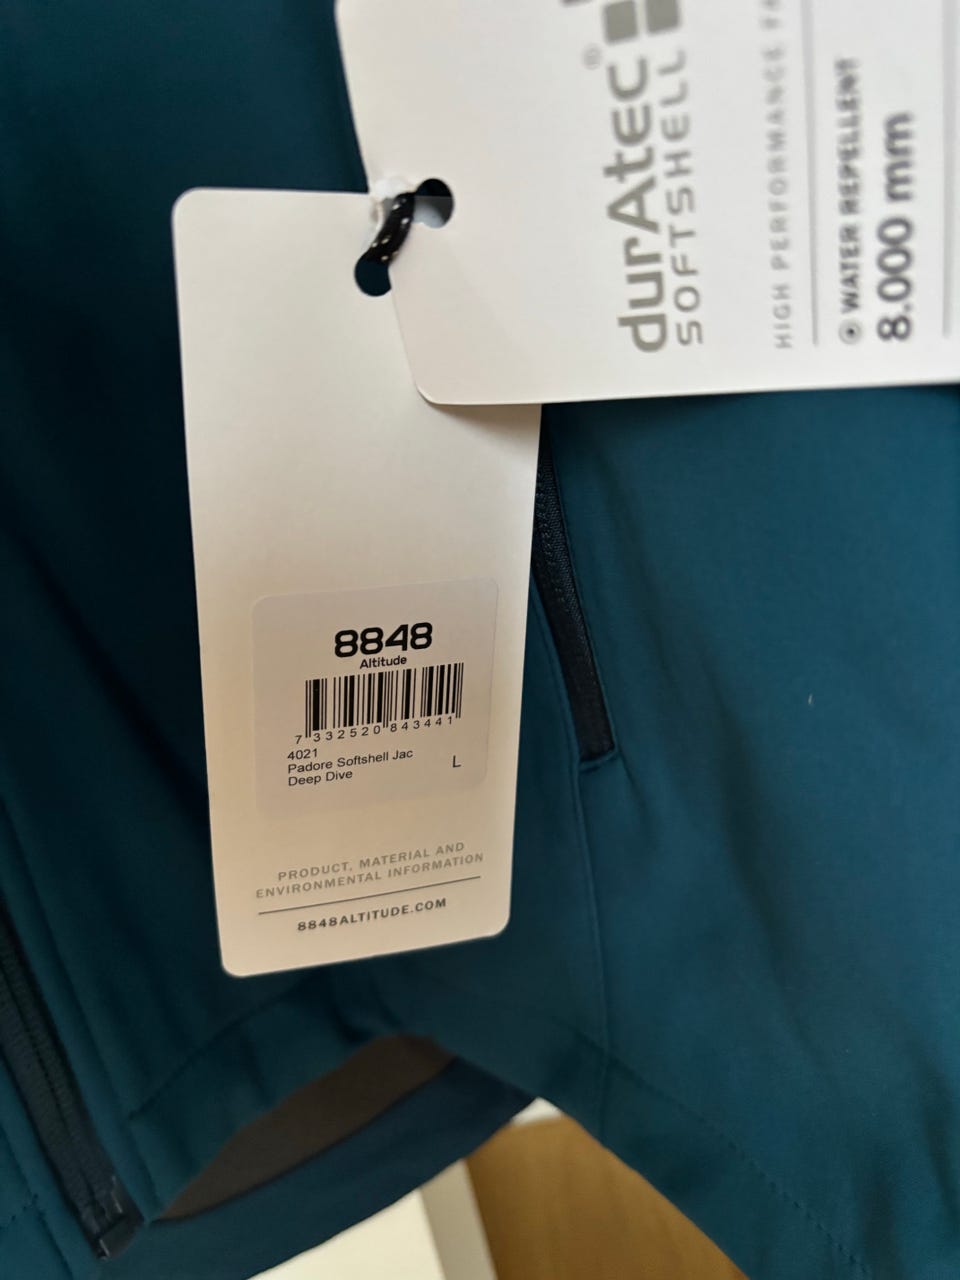 durAtec®
SOFTSHELL
HIGH PERFORMANCE
WATER REPELLENT
8.000 mm
8848
Altitude
7 332520 843441
4021
Padore Softshell Jac
Deep Dive
L
PRODUCT, MATERIAL AND
ENVIRONMENTAL INFORMATION
8848ALTITUDE.COM